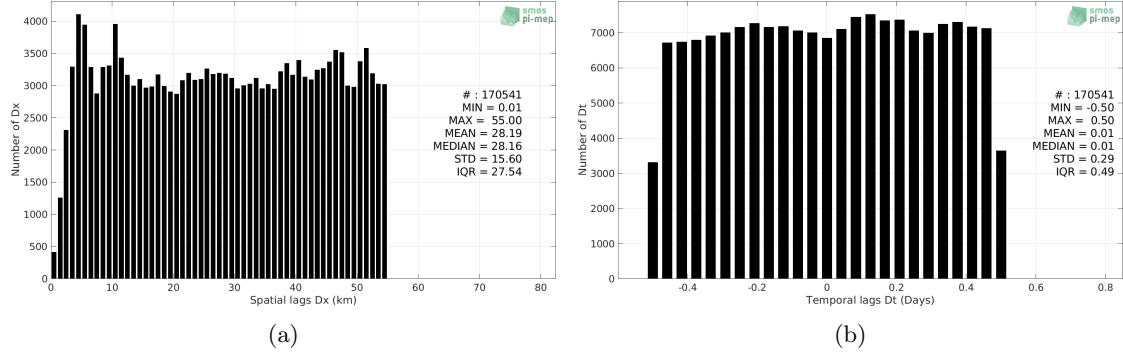 smos
pi-mep
4000
3500
3000
2500
2000
1500
1000
500
0
Number of Dx
# : 170541
MIN = 0.01
MAX = 55.00
MEAN = 28.19
MEDIAN = 28.16
STD = 15.60
IQR = 27.54
0 10 20 30 40 50 60 70 80
Spatial lags Dx (km)
(a)
smos
pi-mep
7000
6000
5000
4000
3000
2000
1000
0
Number of Dt
# : 170541
MIN = -0.50
MAX = 0.50
MEAN = 0.01
MEDIAN = 0.01
STD = 0.29
IQR = 0.49
-0.4 -0.2 0 0.2 0.4 0.6 0.8
Temporal lags Dt (Days)
(b)